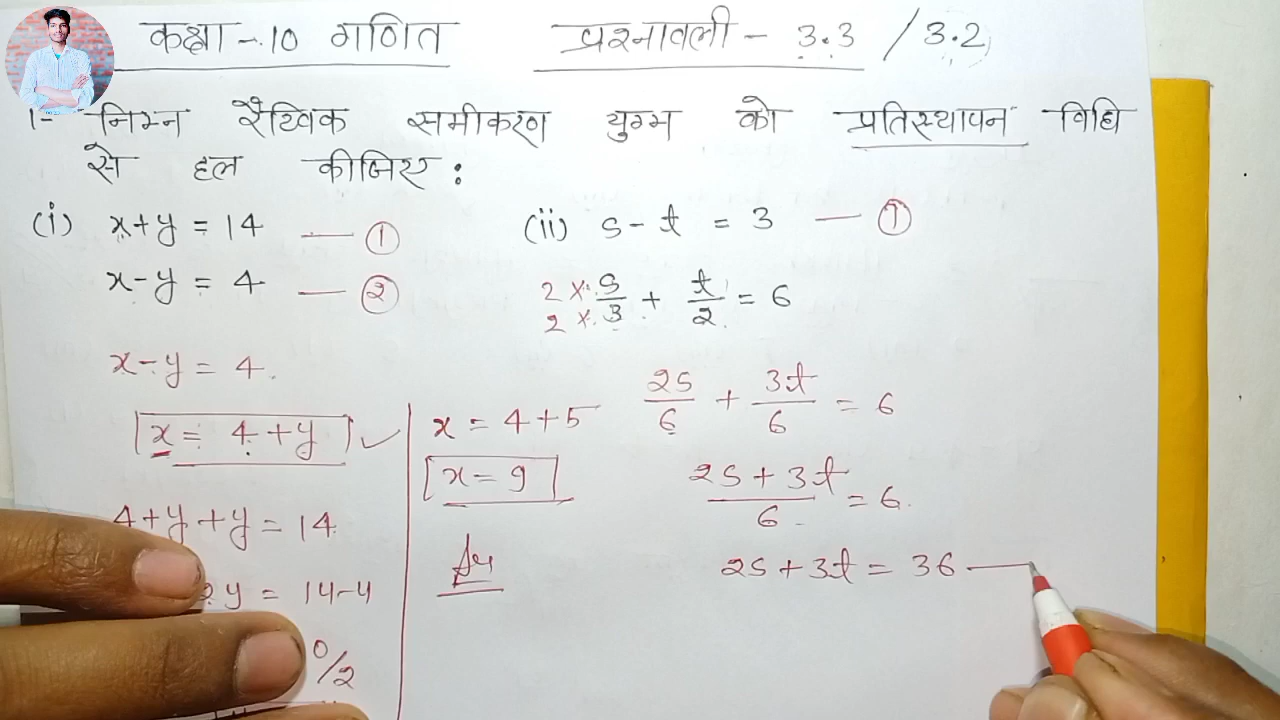 कक्षा - 10 गणित प्रश्नावली - 3.3 / 3.2
1- निम्न रैखिक समीकरण युग्म को प्रतिस्थापन विधि
से हल कीजिए :
(i) x + y = 14 — ①
x - y = 4 — ②
x - y = 4
x = 4 + y ✓
4 + y + y = 14
2y = 14 - 4
0/2
x = 4 + 5
x = 9
(ii) s - t = 3 — ①
2 × s / 2 × 3 + t/2 = 6
2s/6 + 3t/6 = 6
2s + 3t / 6 = 6
2s + 3t = 36 —